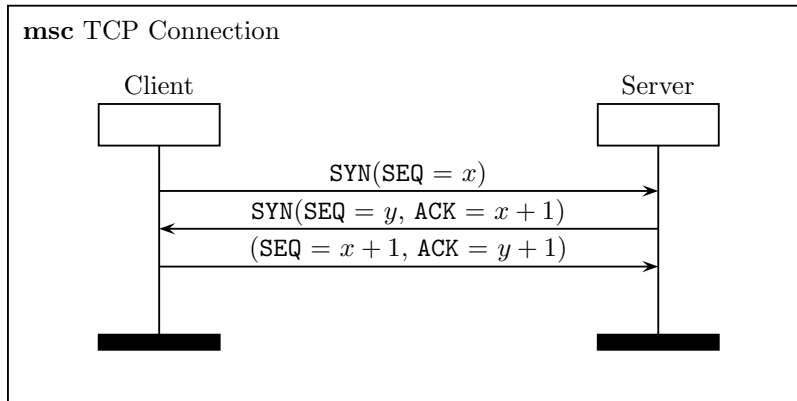 msc TCP Connection
Client Server
SYN(SEQ = x)
SYN(SEQ = y, ACK = x + 1)
(SEQ = x + 1, ACK = y + 1)